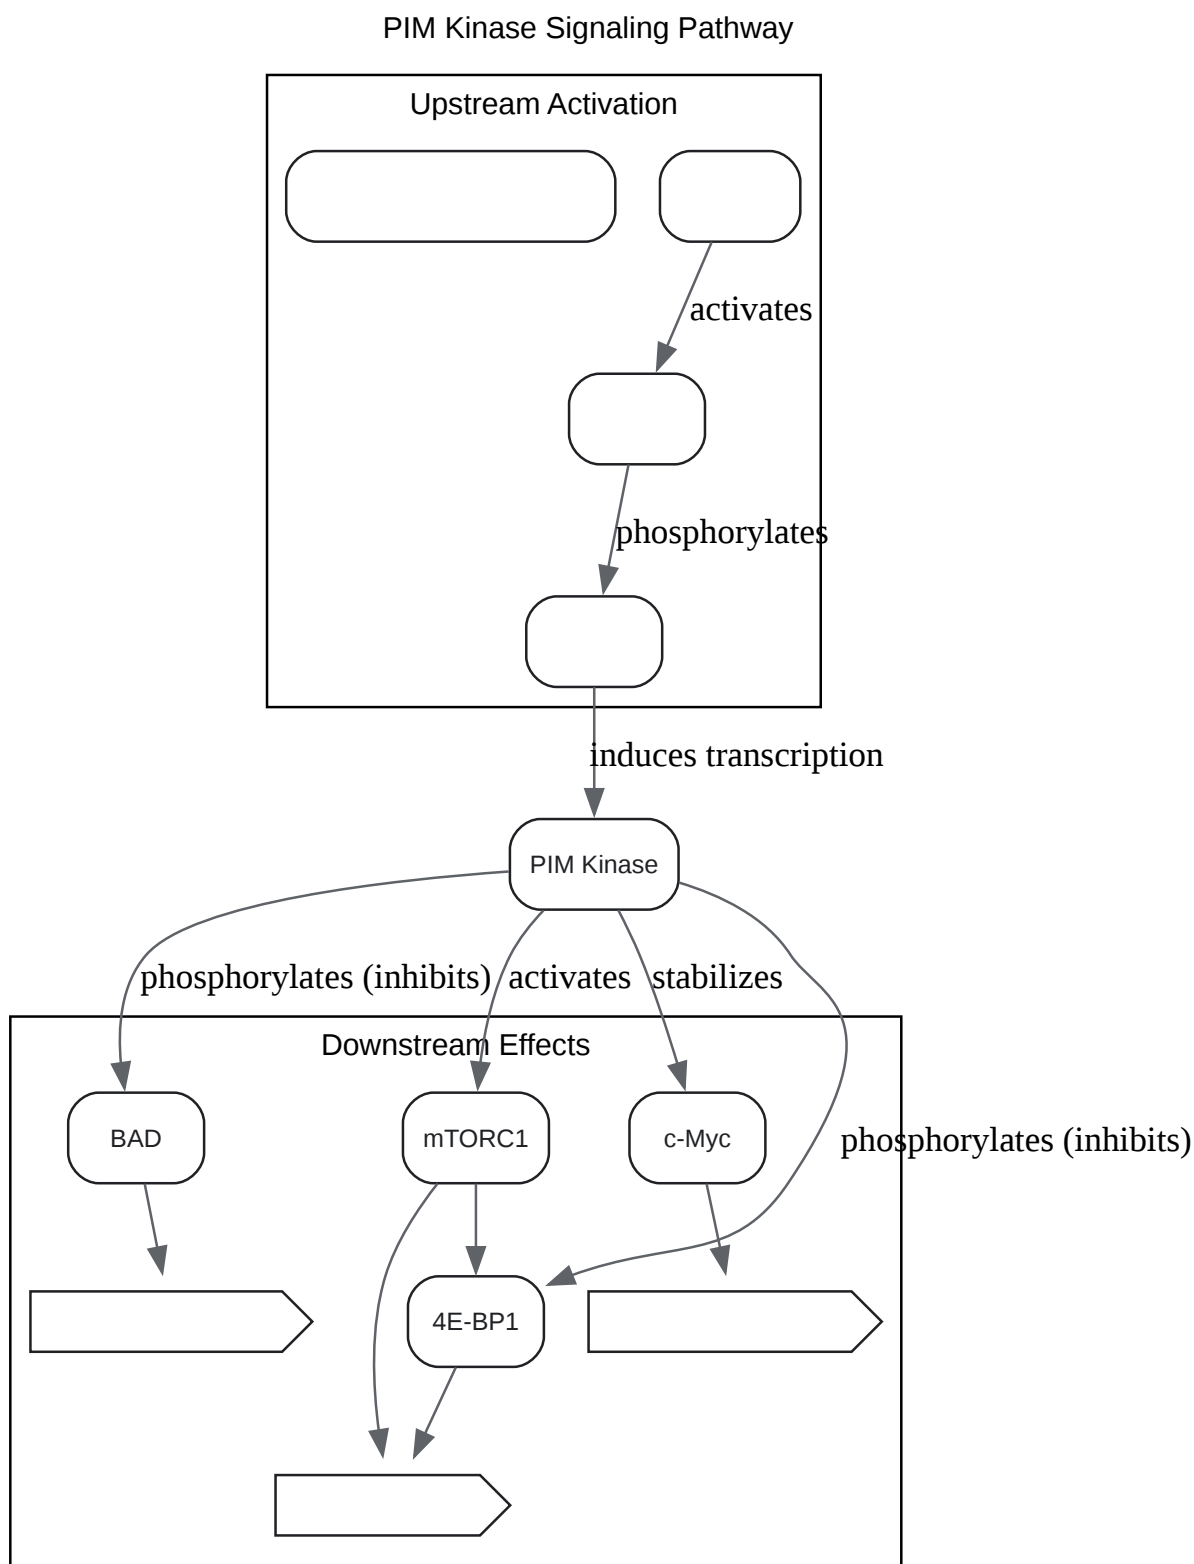 PIM Kinase Signaling Pathway
Upstream Activation
activates
phosphorylates
induces transcription
PIM Kinase
phosphorylates (inhibits)
activates
stabilizes
Downstream Effects
BAD
mTORC1
c-Myc
phosphorylates (inhibits)
4E-BP1